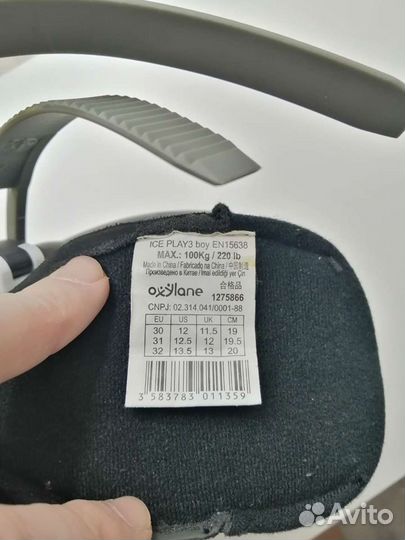 ICE PLAY3 boy EN15638
MAX.: 100Kg / 220 lb
Made in China / Fabricado na China / 中国制造
Произведено в Китае / Imal edildiği yer Çin
合格品
oxylane 1275866
CNPJ: 02.314.041/0001-88
EU US UK CM
30 12 11.5 19
31 12.5 12 19.5
32 13.5 13 20
3 583783 011359
Avito